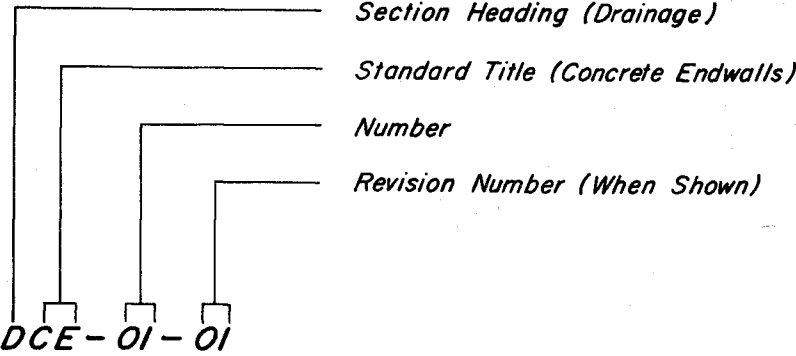 Section Heading (Drainage)
Standard Title (Concrete Endwalls)
Number
Revision Number (When Shown)
DCE-01-01